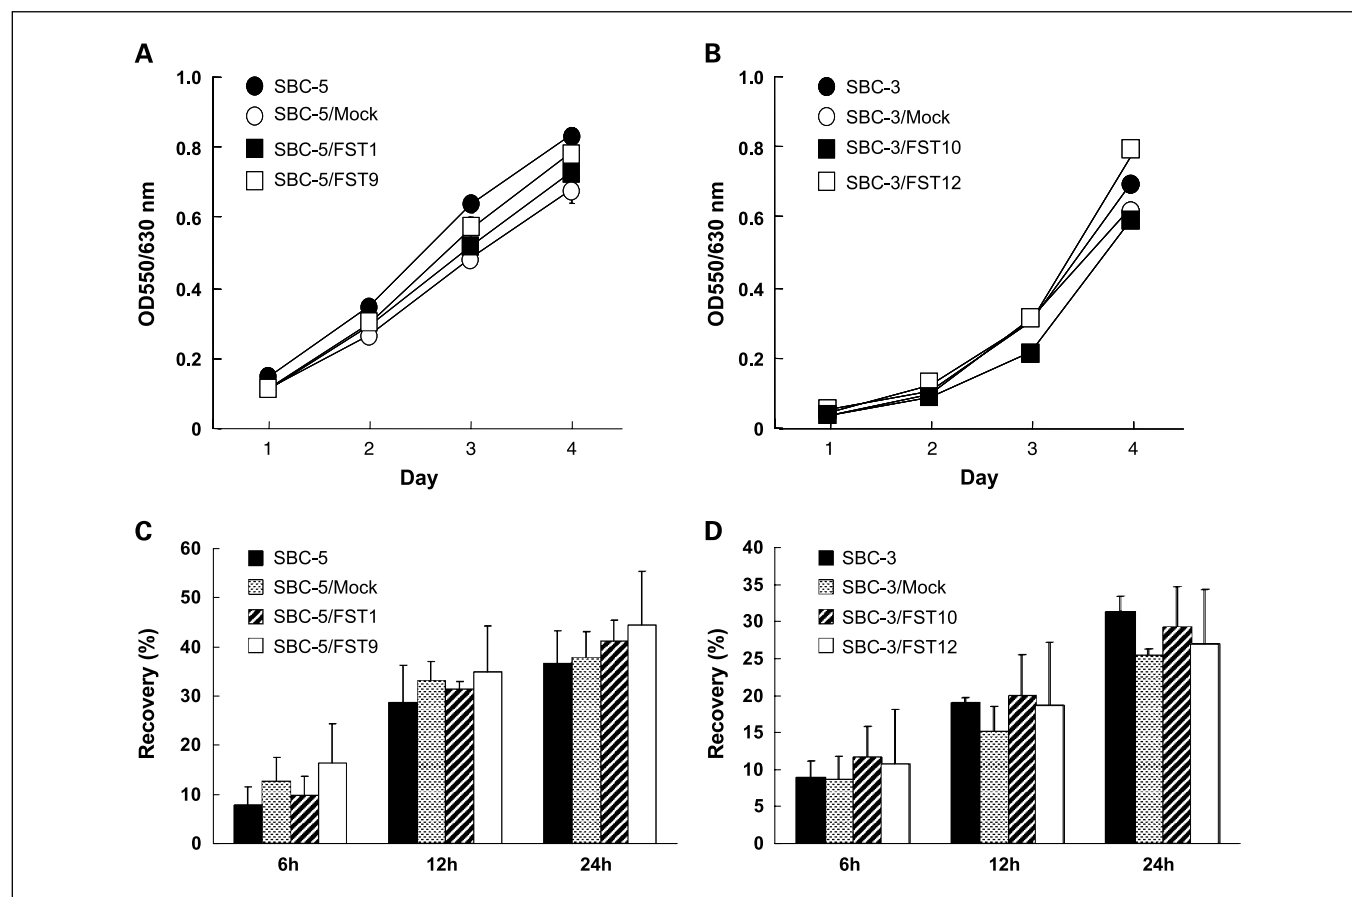 A
1.0
0.8
0.6
0.4
0.2
0
OD550/630 nm
SBC-5
SBC-5/Mock
SBC-5/FST1
SBC-5/FST9
1 2 3 4
Day
B
1.0
0.8
0.6
0.4
0.2
0
OD550/630 nm
SBC-3
SBC-3/Mock
SBC-3/FST10
SBC-3/FST12
1 2 3 4
Day
C
60
50
40
30
20
10
0
Recovery (%)
SBC-5
SBC-5/Mock
SBC-5/FST1
SBC-5/FST9
6h 12h 24h
D
40
35
30
25
20
15
10
5
0
Recovery (%)
SBC-3
SBC-3/Mock
SBC-3/FST10
SBC-3/FST12
6h 12h 24h